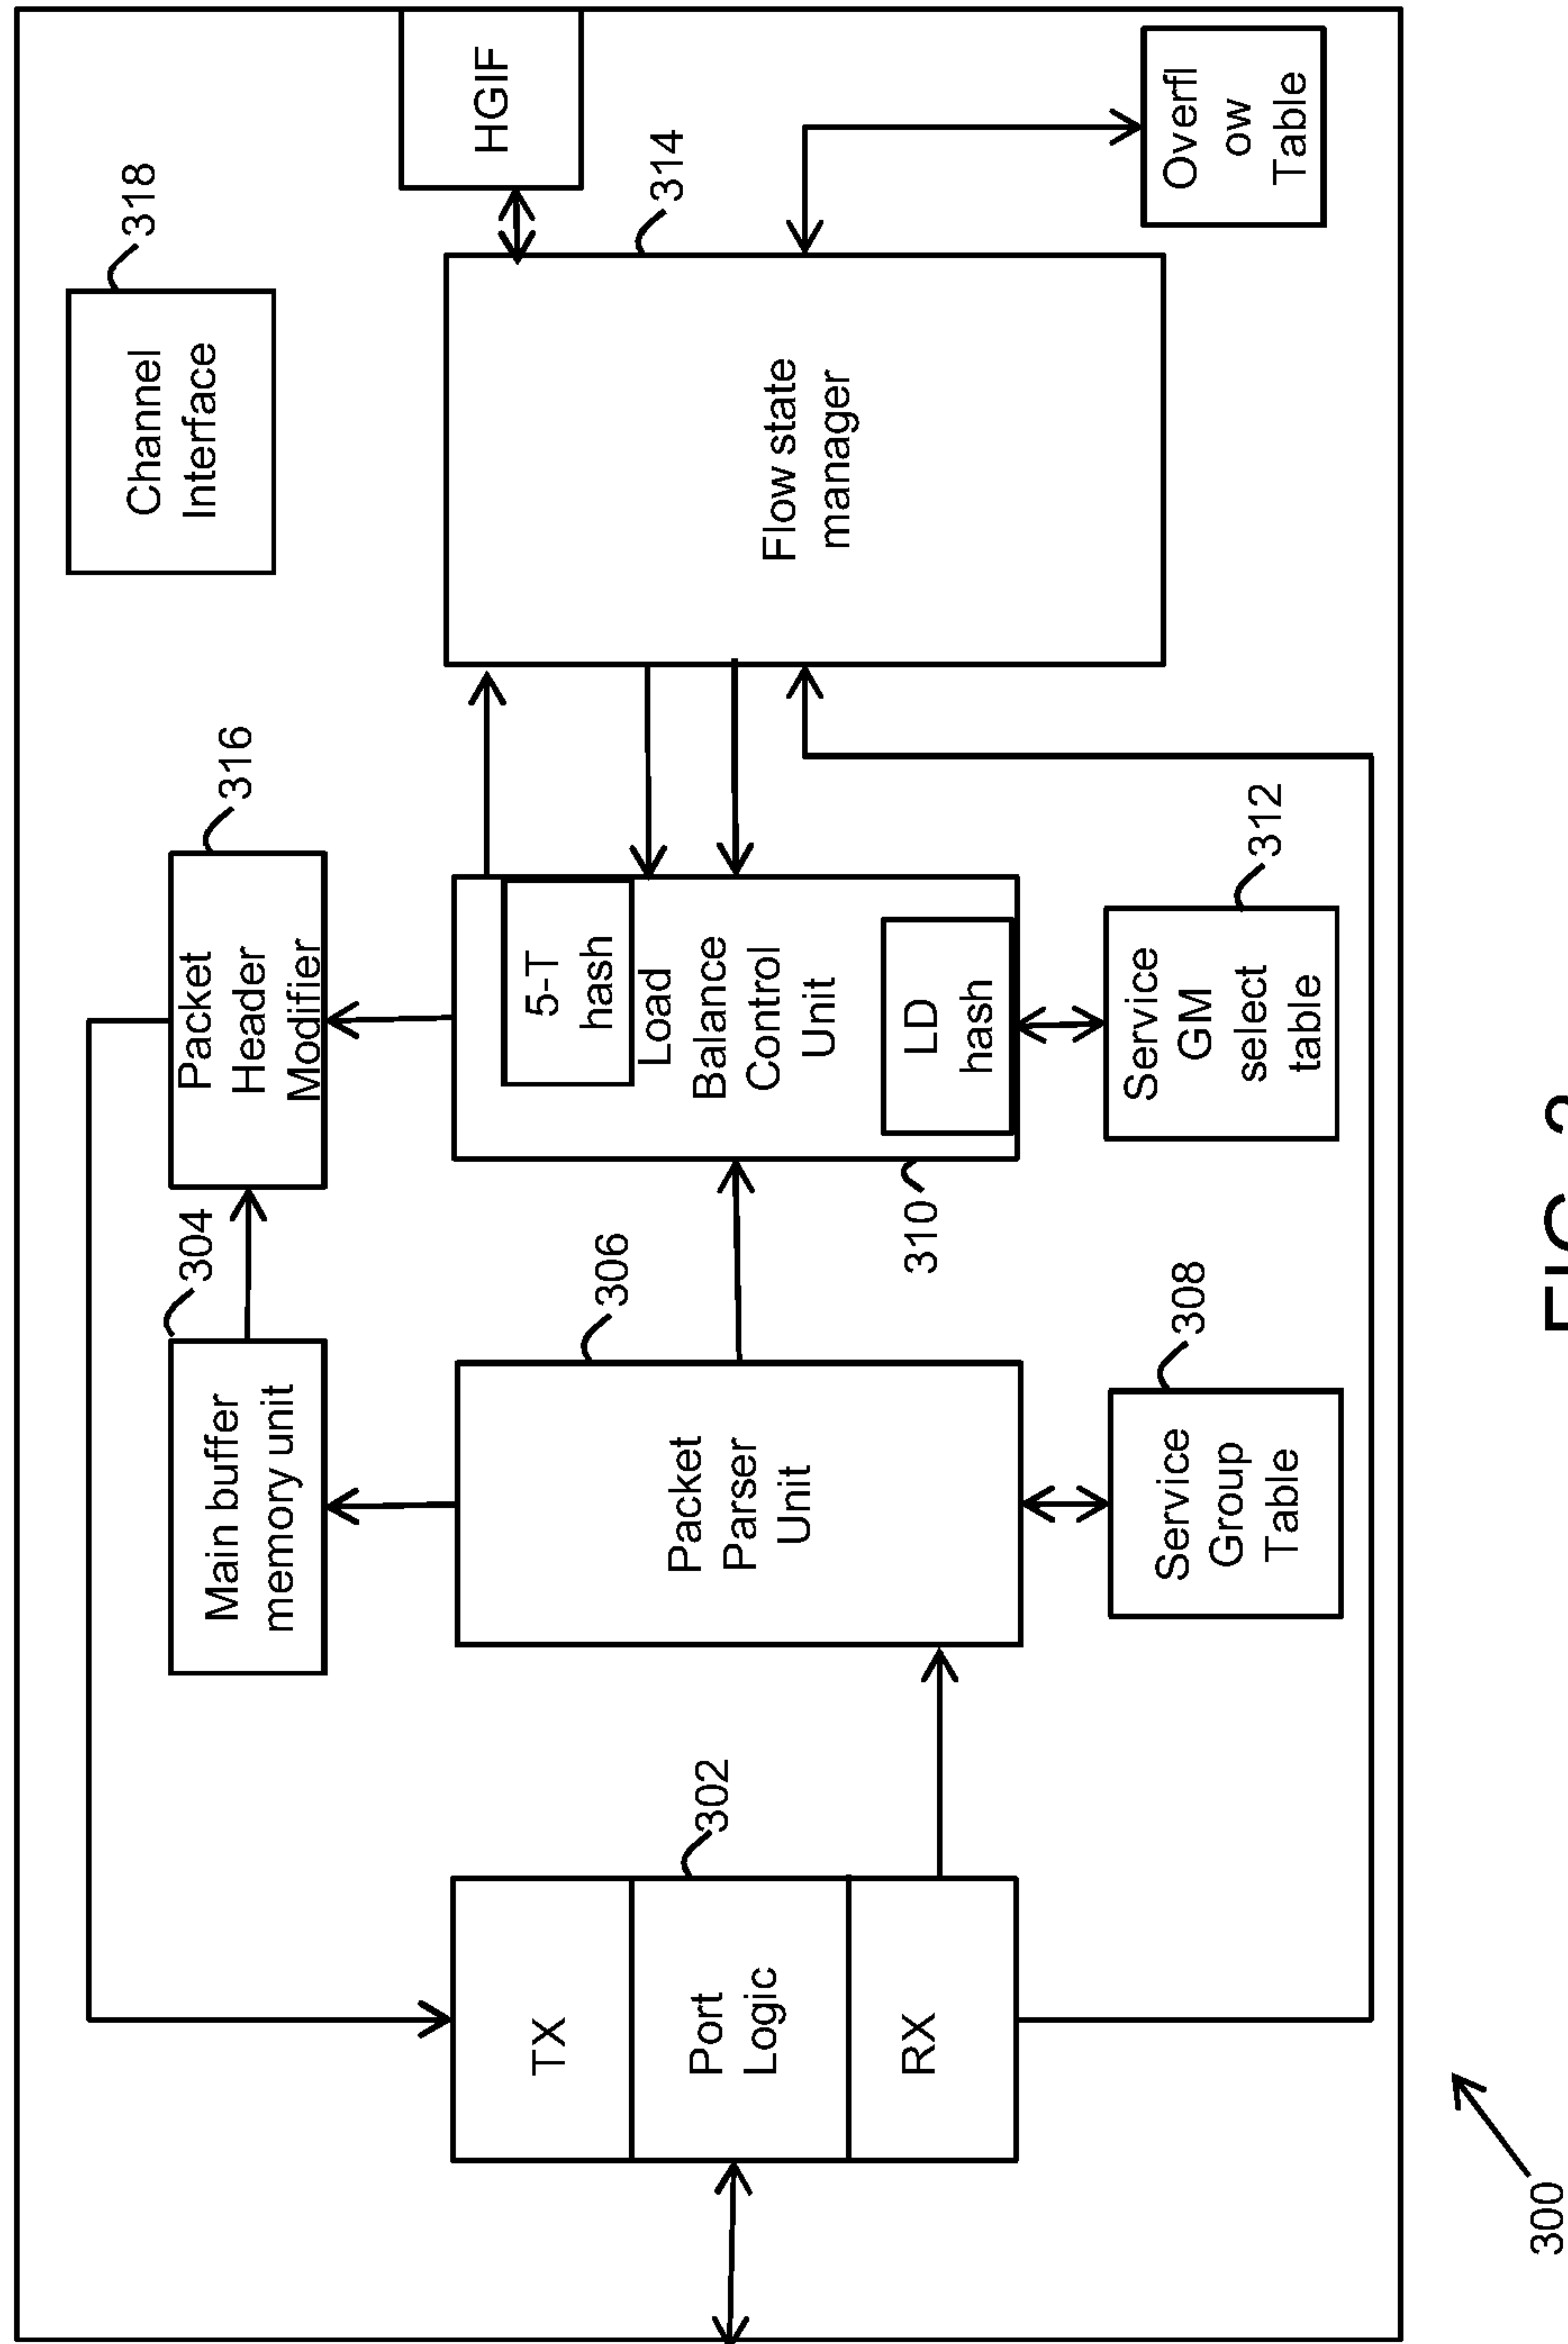 Channel
Interface
318
HGIF
314
Flow state
manager
Overfl
ow
Table
Packet
Header
Modifier
316
5-T
hash
Load
Balance
Control
Unit
LD
hash
310
Service
GM
select
table
312
Main buffer
memory unit
304
Packet
Parser
Unit
306
Service
Group
Table
308
TX
Port
Logic
RX
302
300